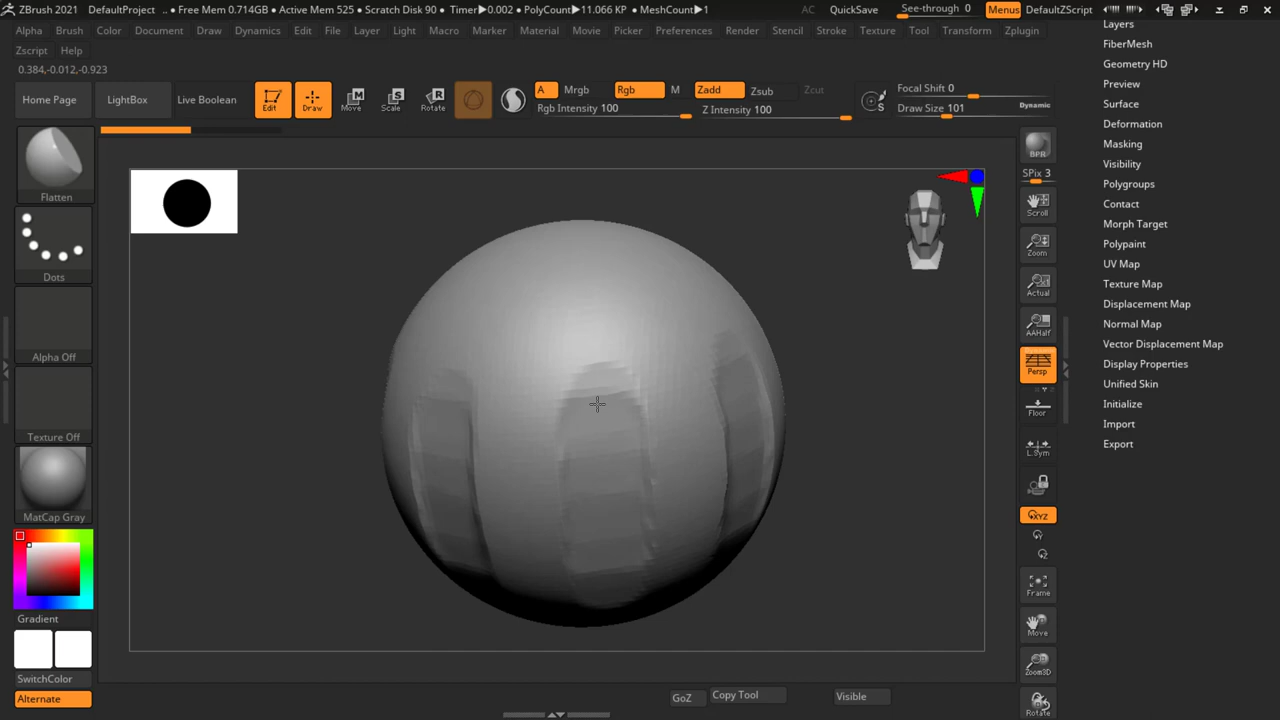 ZBrush 2021 DefaultProject .. • Free Mem 0.714GB • Active Mem 525 • Scratch Disk 90 • Timer▶0.002 • PolyCount▶11.066 KP • MeshCount▶1 AC QuickSave See-through 0 Menus DefaultZScript
Alpha Brush Color Document Draw Dynamics Edit File Layer Light Macro Marker Material Movie Picker Preferences Render Stencil Stroke Texture Tool Transform Zplugin
Zscript Help
0.384,-0.012,-0.923
Home Page LightBox Live Boolean Edit Draw Move Scale Rotate
A Mrgb Rgb M Zadd Zsub Zcut
Rgb Intensity 100 Z Intensity 100
Focal Shift 0
Draw Size 101 Dynamic
Flatten
Dots
Alpha Off
Texture Off
MatCap Gray
Gradient
SwitchColor
Alternate
BPR
SPix 3
Scroll
Zoom
Actual
AAHalf
Dynamic
Persp
Floor
L.Sym
XYZ
Y
Z
Frame
Move
Zoom3D
Rotate
Layers
FiberMesh
Geometry HD
Preview
Surface
Deformation
Masking
Visibility
Polygroups
Contact
Morph Target
Polypaint
UV Map
Texture Map
Displacement Map
Normal Map
Vector Displacement Map
Display Properties
Unified Skin
Initialize
Import
Export
GoZ Copy Tool Visible